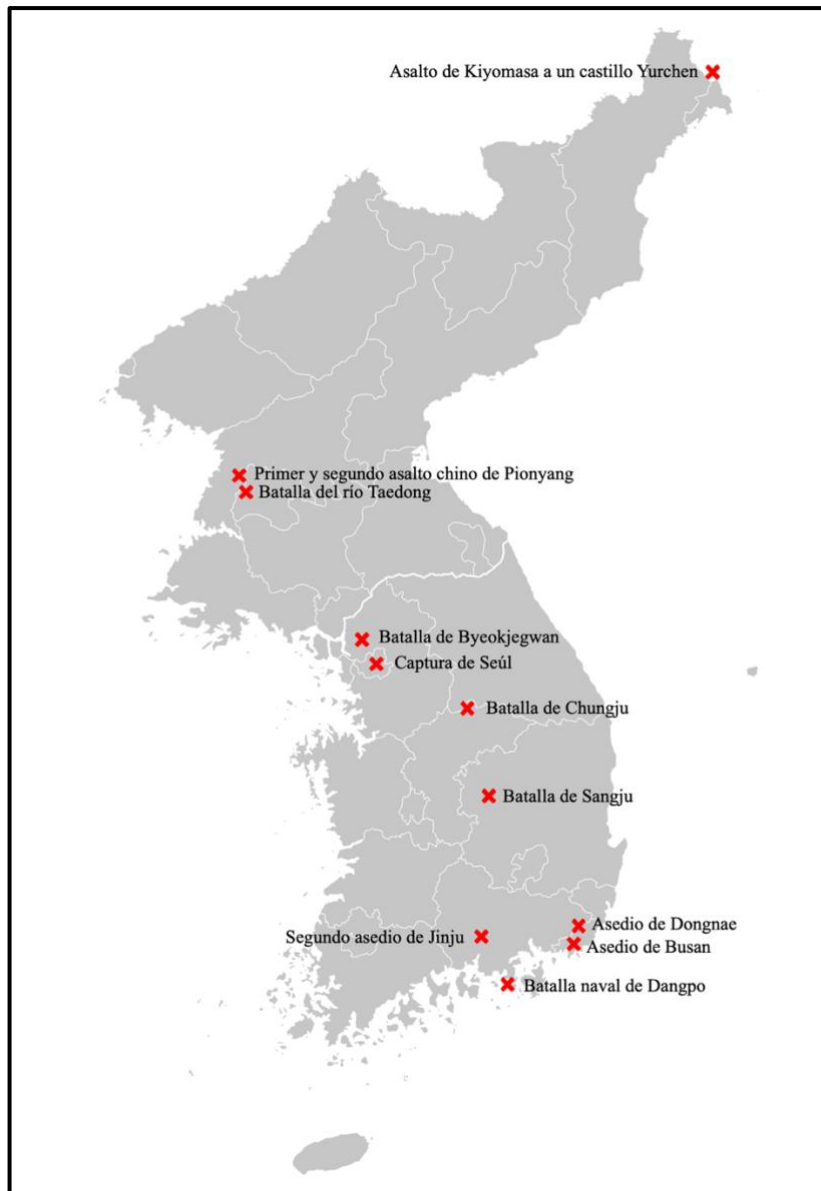 Asalto de Kiyomasa a un castillo Yurchen
Primer y segundo asalto chino de Pionyang
Batalla del río Taedong
Batalla de Byeokjegwan
Captura de Seúl
Batalla de Chungju
Batalla de Sangju
Asedio de Dongnae
Segundo asedio de Jinju
Asedio de Busan
Batalla naval de Dangpo